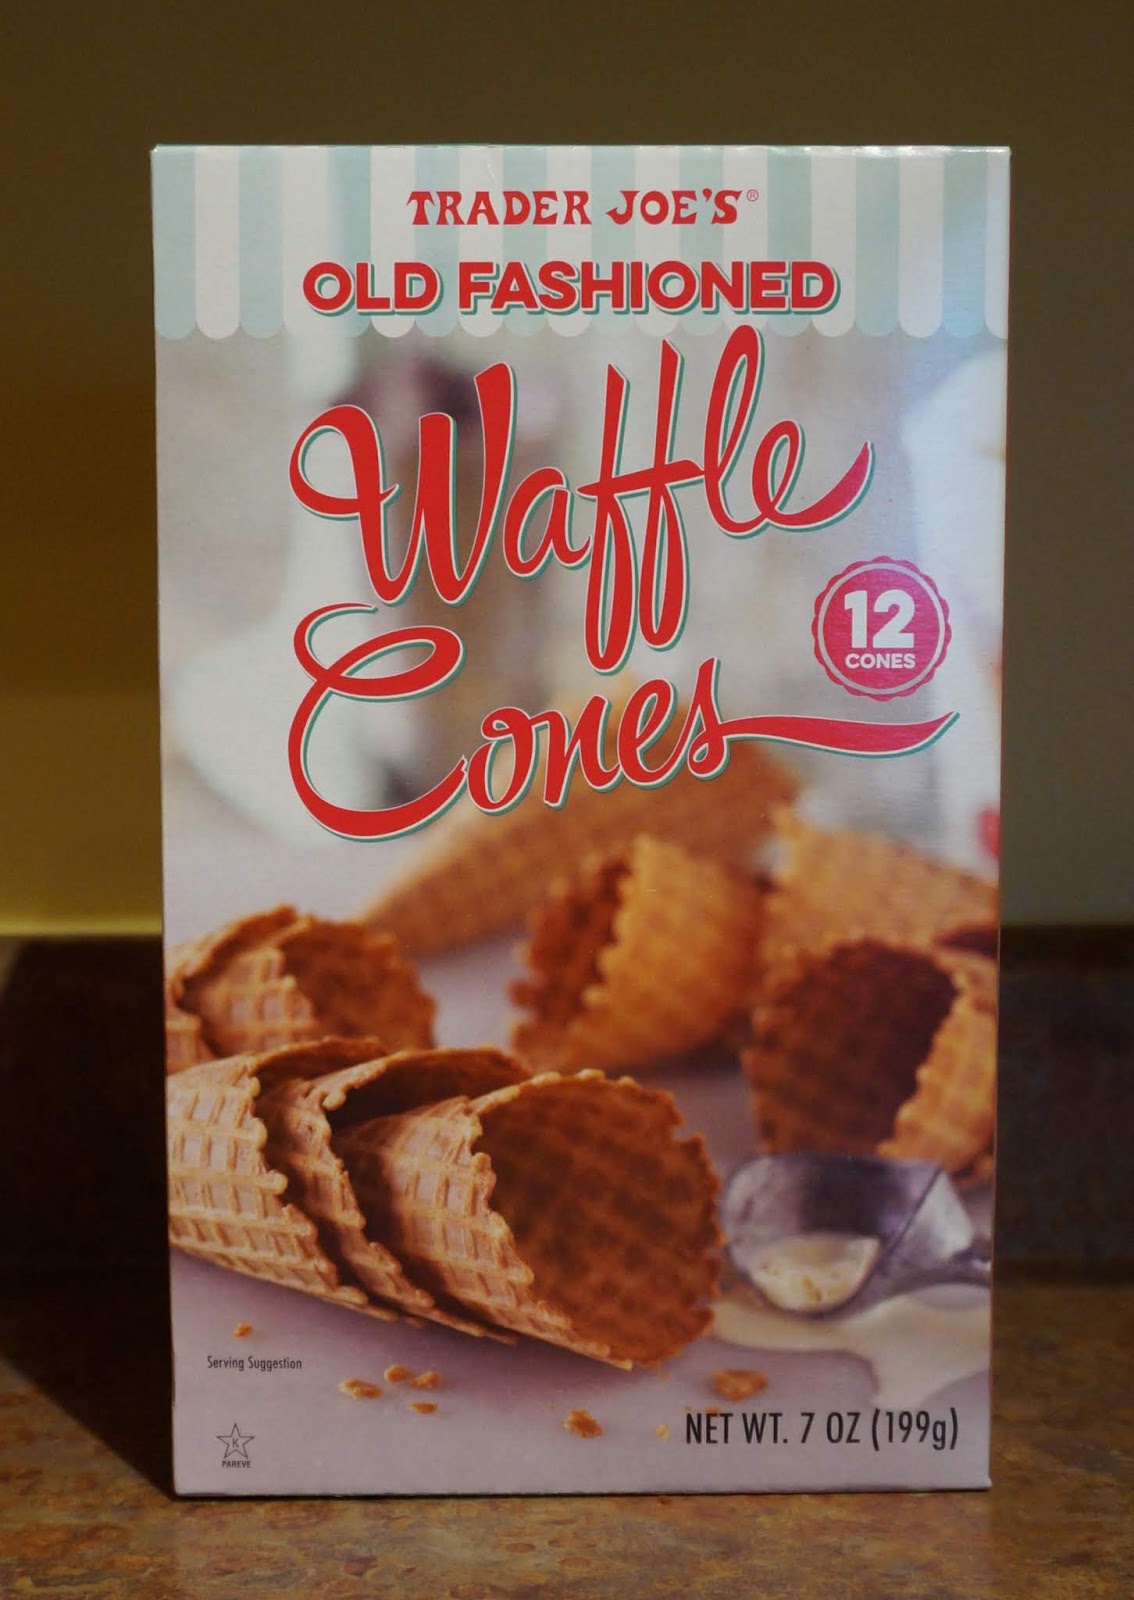 TRADER JOE'S®
OLD FASHIONED
Waffle
Cones
12
CONES
Serving Suggestion
K
PAREVE
NET WT. 7 OZ (199g)